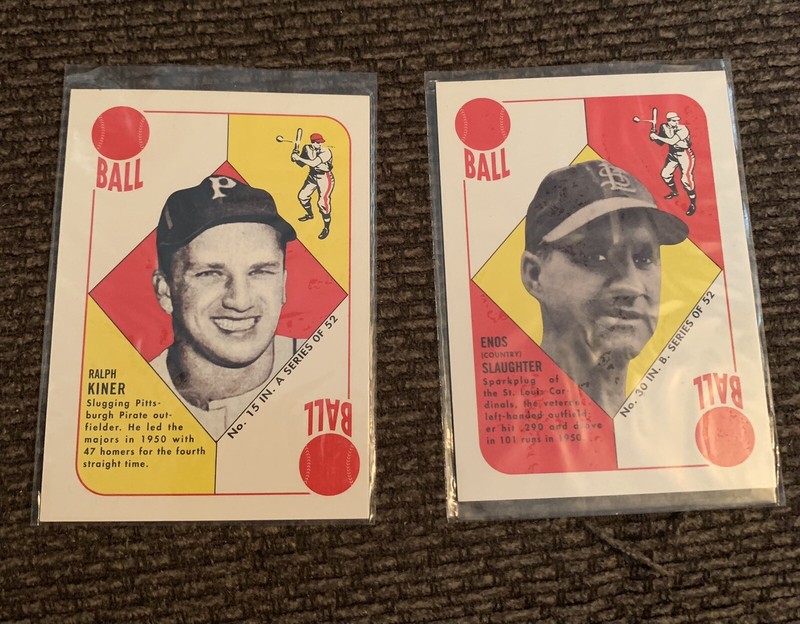 BALL
P
RALPH
KINER
Slugging Pitts-
burgh Pirate out-
fielder. He led the
majors in 1950 with
47 homers for the fourth
straight time.
No. 15 IN. A SERIES OF 52
BALL
BALL
STL
ENOS
(COUNTRY)
SLAUGHTER
Sparkplug of
the St. Louis Car-
dinals, the veteran
left-handed outfield-
er hit .290 and drove
in 101 runs in 1950.
No. 30 IN. B. SERIES OF 52
BALL